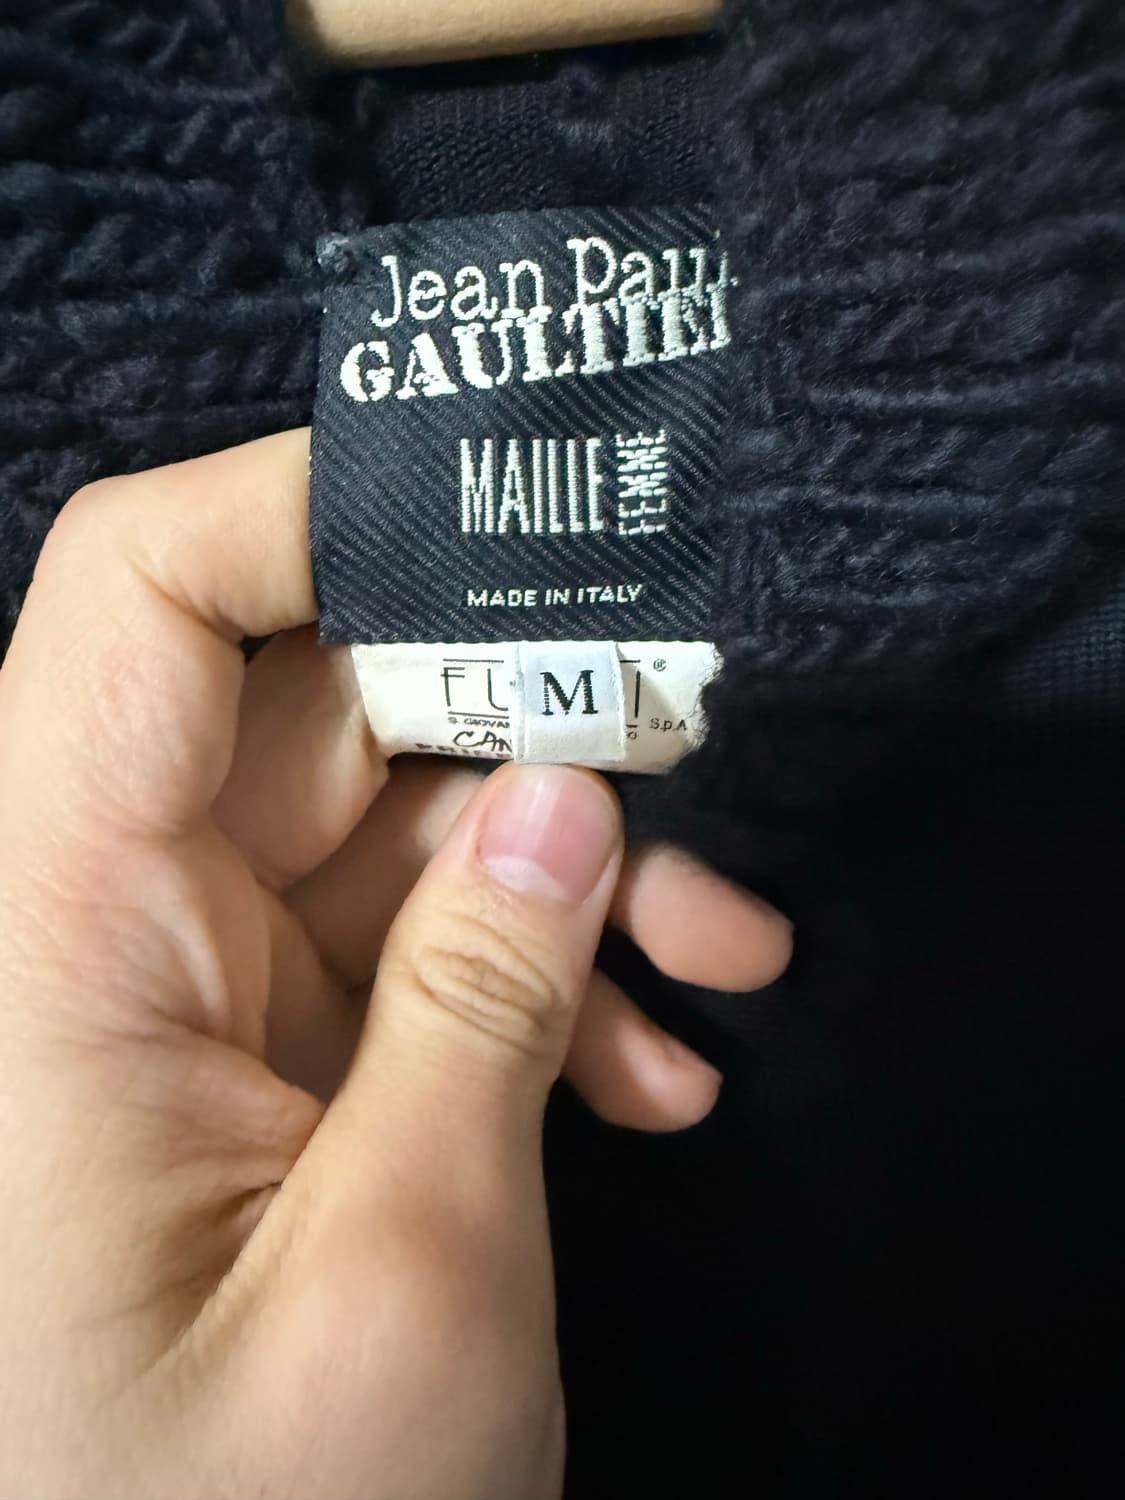 Jean Paul
GAULTIER
MAILLE FEMME
MADE IN ITALY
M
®
S.p.A